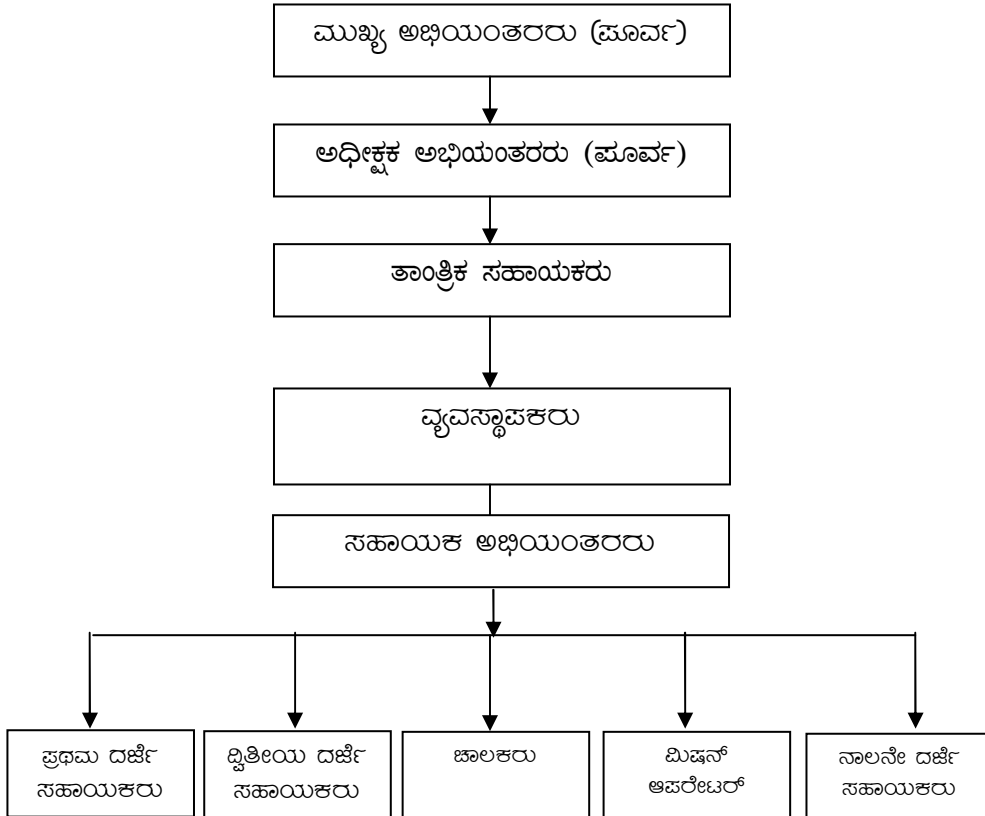 ಮುಖ್ಯ ಅಭಿಯಂತರರು (ಪೂರ್ವ)
ಅಧೀಕ್ಷಕ ಅಭಿಯಂತರರು (ಪೂರ್ವ)
ತಾಂತ್ರಿಕ ಸಹಾಯಕರು
ವ್ಯವಸ್ಥಾಪಕರು
ಸಹಾಯಕ ಅಭಿಯಂತರರು
ಪ್ರಥಮ ದರ್ಜೆ
ಸಹಾಯಕರು
ದ್ವಿತೀಯ ದರ್ಜೆ
ಸಹಾಯಕರು
ಚಾಲಕರು
ಮಿಷನ್
ಆಪರೇಟರ್
ನಾಲನೇ ದರ್ಜೆ
ಸಹಾಯಕರು